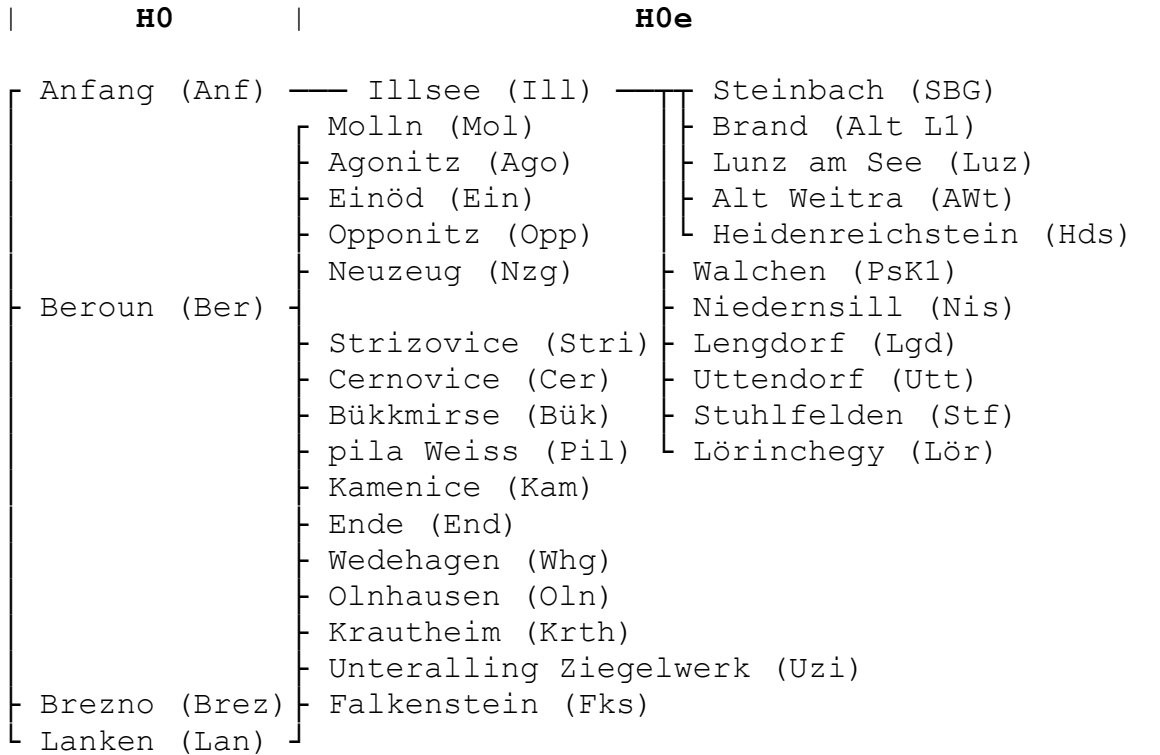 H0 H0e
Anfang (Anf) Illsee (Ill) Steinbach (SBG)
Molln (Mol) Brand (Alt L1)
Agonitz (Ago) Lunz am See (Luz)
Einöd (Ein) Alt Weitra (AWt)
Opponitz (Opp) Heidenreichstein (Hds)
Neuzeug (Nzg) Walchen (PsK1)
Beroun (Ber) Niedernsill (Nis)
Strizovice (Stri) Lengdorf (Lgd)
Cernovice (Cer) Uttendorf (Utt)
Bükkmirse (Bük) Stuhlfelden (Stf)
pila Weiss (Pil) Lörinchegy (Lör)
Kamenice (Kam)
Ende (End)
Wedehagen (Whg)
Olnhausen (Oln)
Krautheim (Krth)
Unteralling Ziegelwerk (Uzi)
Brezno (Brez) Falkenstein (Fks)
Lanken (Lan)